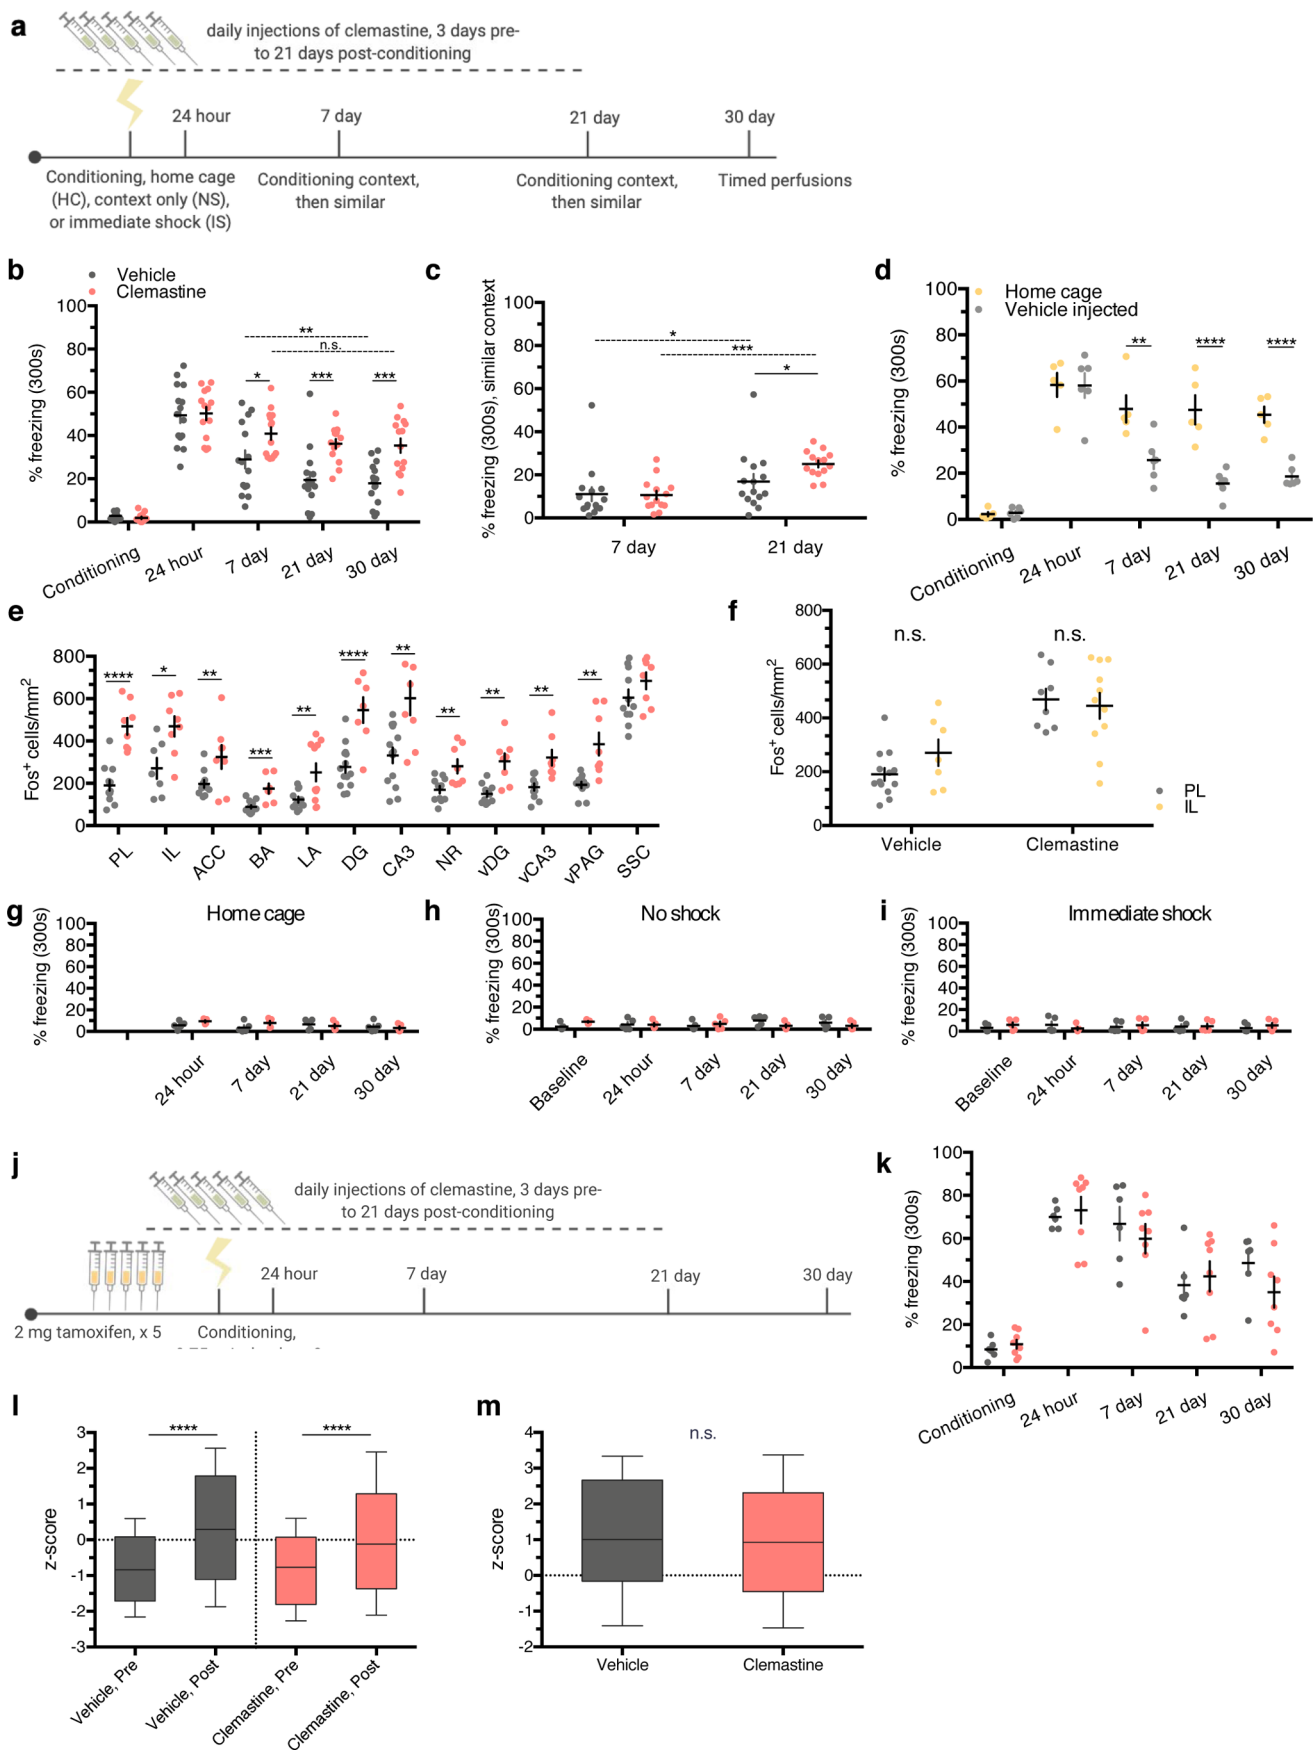 a
daily injections of clemastine, 3 days pre-
to 21 days post-conditioning
24 hour
7 day
21 day
30 day
Conditioning, home cage
(HC), context only (NS),
or immediate shock (IS)
Conditioning context,
then similar
Conditioning context,
then similar
Timed perfusions
b
Vehicle
Clemastine
% freezing (300s)
100
80
60
40
20
0
**
n.s.
*
***
***
Conditioning
24 hour
7 day
21 day
30 day
c
% freezing (300s), similar context
100
80
60
40
20
0
*
***
*
7 day
21 day
d
Home cage
Vehicle injected
% freezing (300s)
100
80
60
40
20
0
**
****
****
Conditioning
24 hour
7 day
21 day
30 day
e
Fos+ cells/mm2
800
600
400
200
0
****
*
**
***
**
****
**
**
**
**
**
PL
IL
ACC
BA
LA
DG
CA3
NR
vDG
vCA3
vPAG
SSC
f
Fos+ cells/mm2
800
600
400
200
0
n.s.
n.s.
Vehicle
Clemastine
PL
IL
g
Home cage
% freezing (300s)
100
80
60
40
20
0
24 hour
7 day
21 day
30 day
h
No shock
% freezing (300s)
100
80
60
40
20
0
Baseline
24 hour
7 day
21 day
30 day
i
Immediate shock
% freezing (300s)
100
80
60
40
20
0
Baseline
24 hour
7 day
21 day
30 day
j
daily injections of clemastine, 3 days pre-
to 21 days post-conditioning
24 hour
7 day
21 day
30 day
2 mg tamoxifen, x 5
Conditioning,
k
% freezing (300s)
100
80
60
40
20
0
Conditioning
24 hour
7 day
21 day
30 day
l
z-score
3
2
1
0
-1
-2
-3
****
****
Vehicle, Pre
Vehicle, Post
Clemastine, Pre
Clemastine, Post
m
z-score
4
3
2
1
0
-1
-2
n.s.
Vehicle
Clemastine